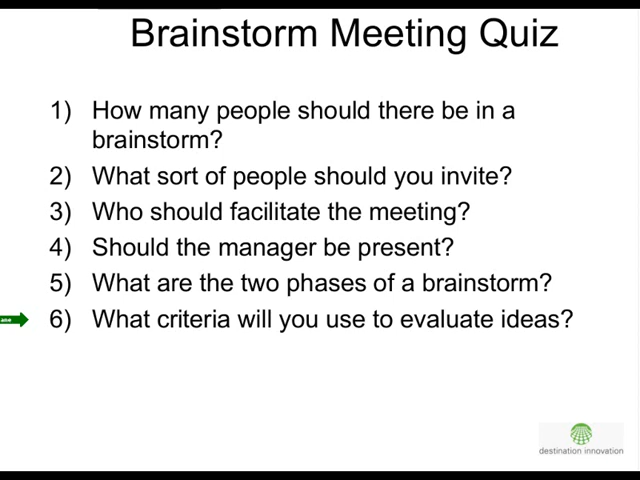 Brainstorm Meeting Quiz
1) How many people should there be in a
brainstorm?
2) What sort of people should you invite?
3) Who should facilitate the meeting?
4) Should the manager be present?
5) What are the two phases of a brainstorm?
6) What criteria will you use to evaluate ideas?
destination innovation